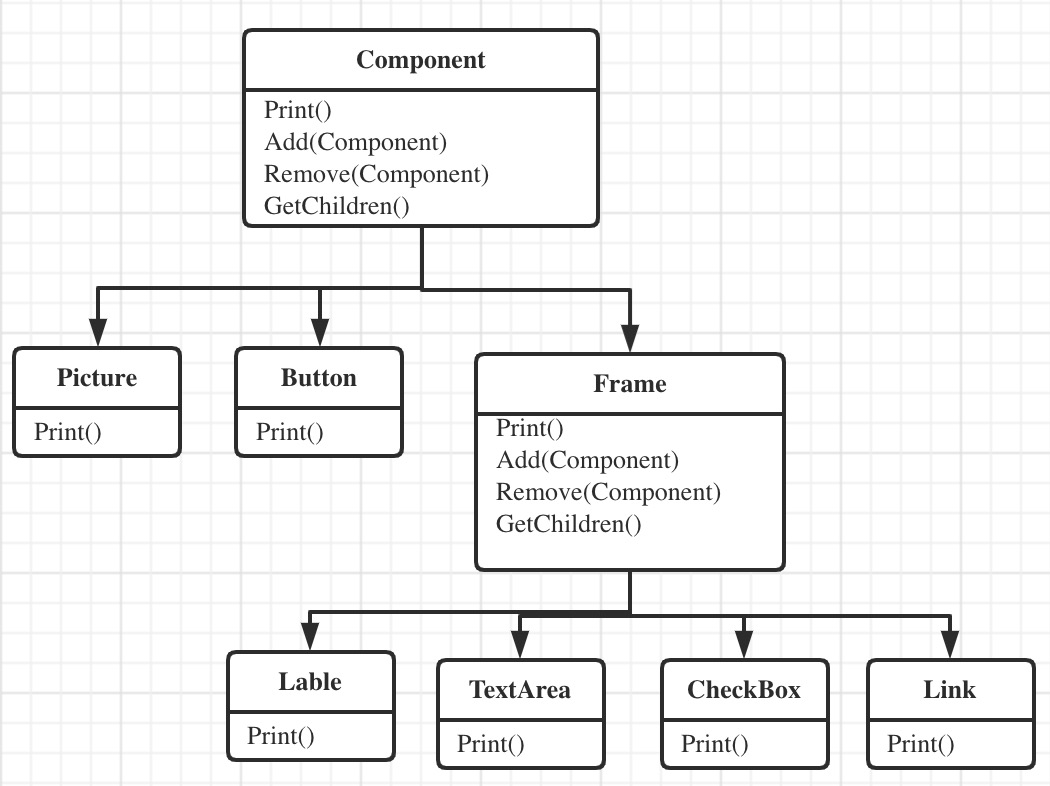 Component
Print()
Add(Component)
Remove(Component)
GetChildren()
Picture
Print()
Button
Print()
Frame
Print()
Add(Component)
Remove(Component)
GetChildren()
Lable
Print()
TextArea
Print()
CheckBox
Print()
Link
Print()